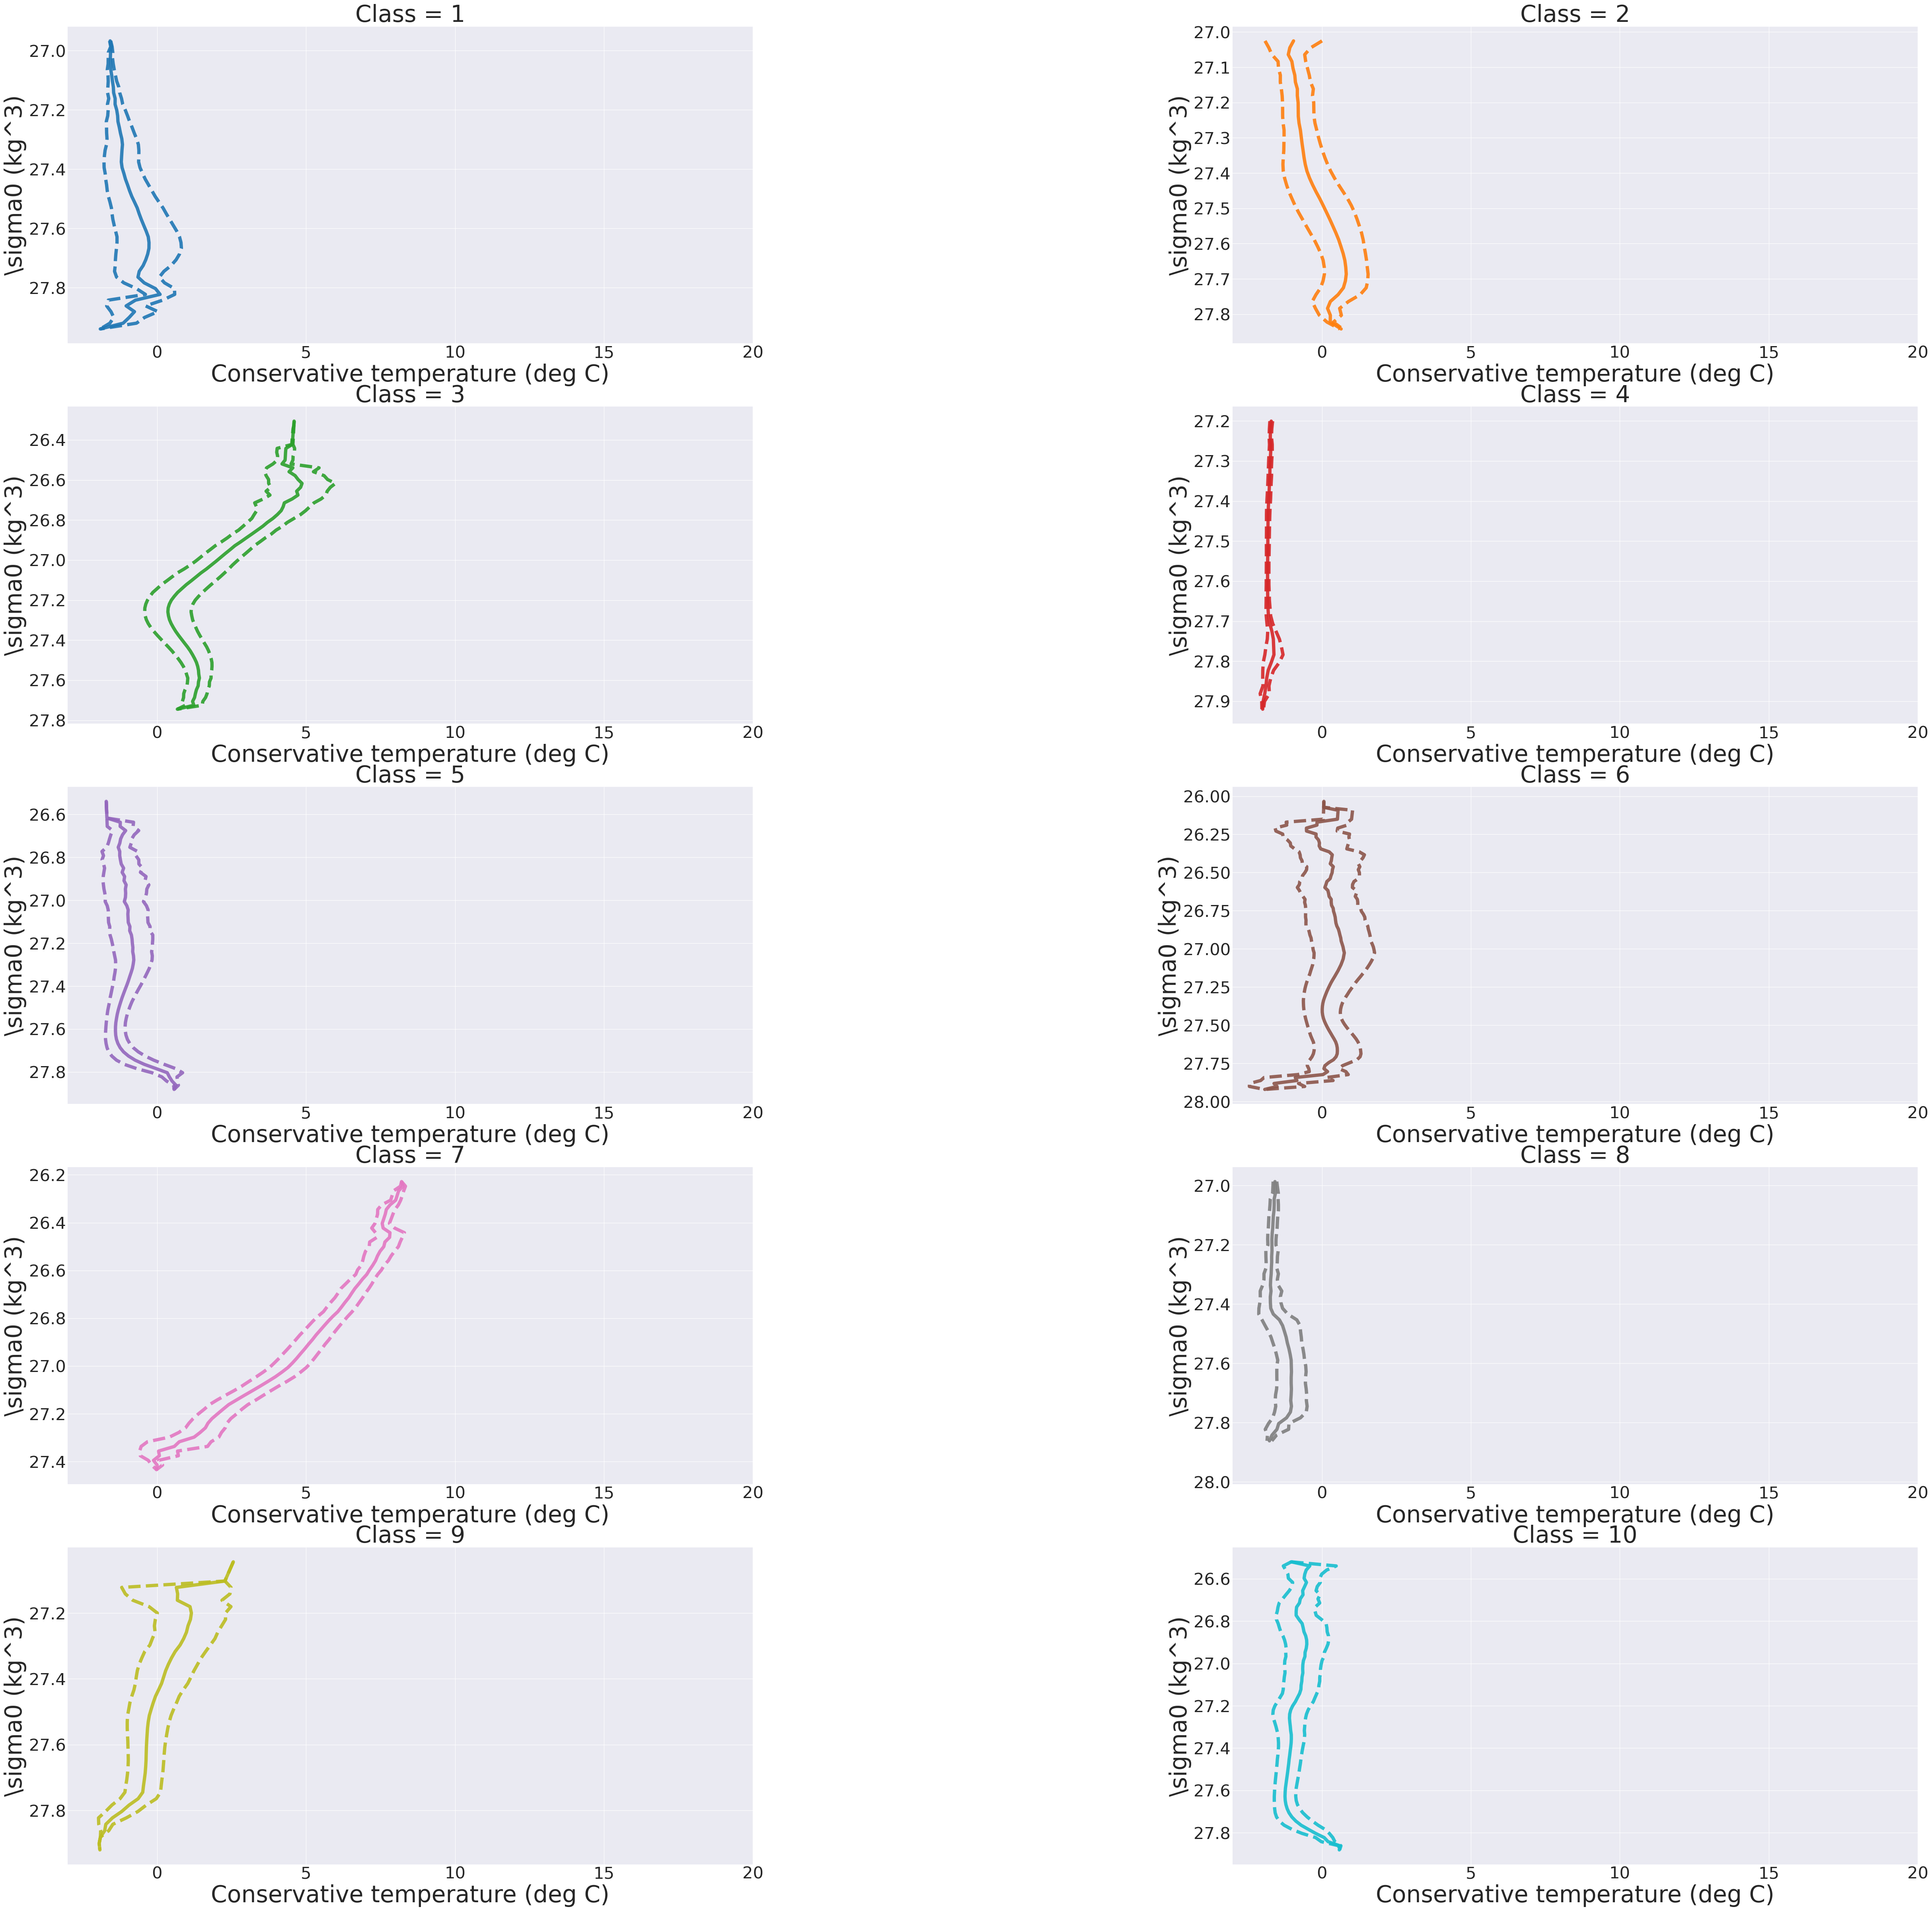 Class = 1
27.0
27.2
27.4
27.6
27.8
\sigma0 (kg^3)
0 5 10 15 20
Conservative temperature (deg C)
Class = 2
27.0
27.1
27.2
27.3
27.4
27.5
27.6
27.7
27.8
\sigma0 (kg^3)
0 5 10 15 20
Conservative temperature (deg C)
Class = 3
26.4
26.6
26.8
27.0
27.2
27.4
27.6
27.8
\sigma0 (kg^3)
0 5 10 15 20
Conservative temperature (deg C)
Class = 4
27.2
27.3
27.4
27.5
27.6
27.7
27.8
27.9
\sigma0 (kg^3)
0 5 10 15 20
Conservative temperature (deg C)
Class = 5
26.6
26.8
27.0
27.2
27.4
27.6
27.8
\sigma0 (kg^3)
0 5 10 15 20
Conservative temperature (deg C)
Class = 6
26.00
26.25
26.50
26.75
27.00
27.25
27.50
27.75
28.00
\sigma0 (kg^3)
0 5 10 15 20
Conservative temperature (deg C)
Class = 7
26.2
26.4
26.6
26.8
27.0
27.2
27.4
\sigma0 (kg^3)
0 5 10 15 20
Conservative temperature (deg C)
Class = 8
27.0
27.2
27.4
27.6
27.8
28.0
\sigma0 (kg^3)
0 5 10 15 20
Conservative temperature (deg C)
Class = 9
27.2
27.4
27.6
27.8
\sigma0 (kg^3)
0 5 10 15 20
Conservative temperature (deg C)
Class = 10
26.6
26.8
27.0
27.2
27.4
27.6
27.8
\sigma0 (kg^3)
0 5 10 15 20
Conservative temperature (deg C)